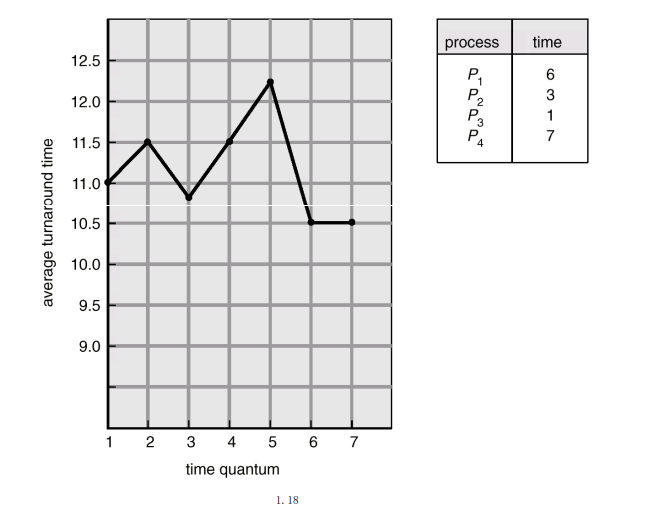 12.5
12.0
11.5
11.0
10.5
10.0
9.5
9.0
average turnaround time
1 2 3 4 5 6 7
time quantum
process time
P1 6
P2 3
P3 1
P4 7
1. 18